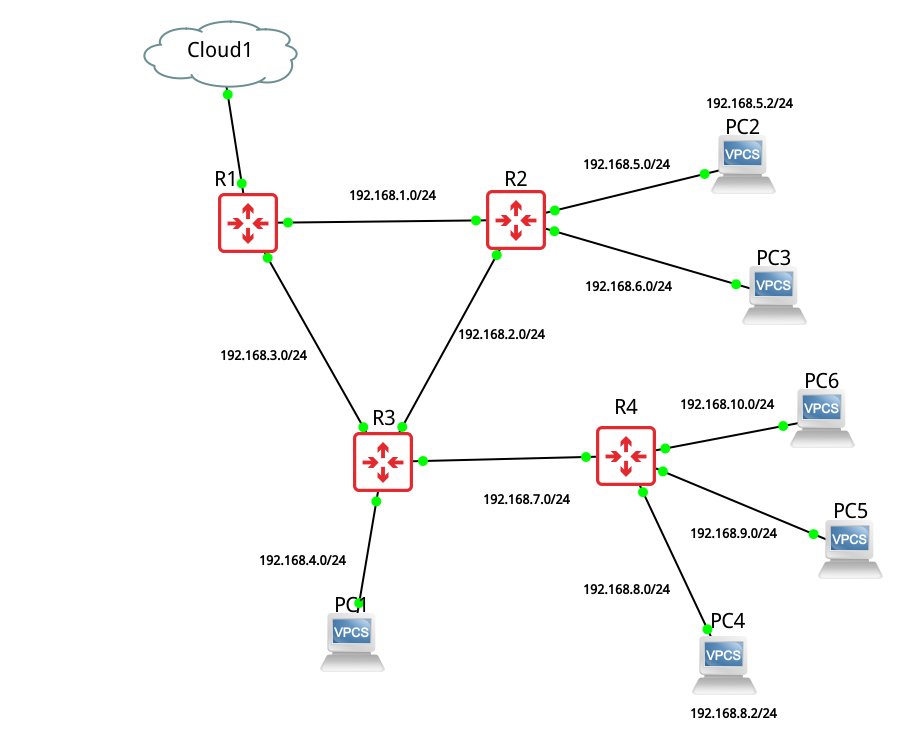 Cloud1
192.168.5.2/24
PC2
VPCS
192.168.5.0/24
R1
R2
192.168.1.0/24
PC3
VPCS
192.168.6.0/24
192.168.2.0/24
192.168.3.0/24
PC6
VPCS
192.168.10.0/24
R3
R4
192.168.7.0/24
PC5
VPCS
192.168.9.0/24
192.168.4.0/24
192.168.8.0/24
PC1
VPCS
PC4
VPCS
192.168.8.2/24